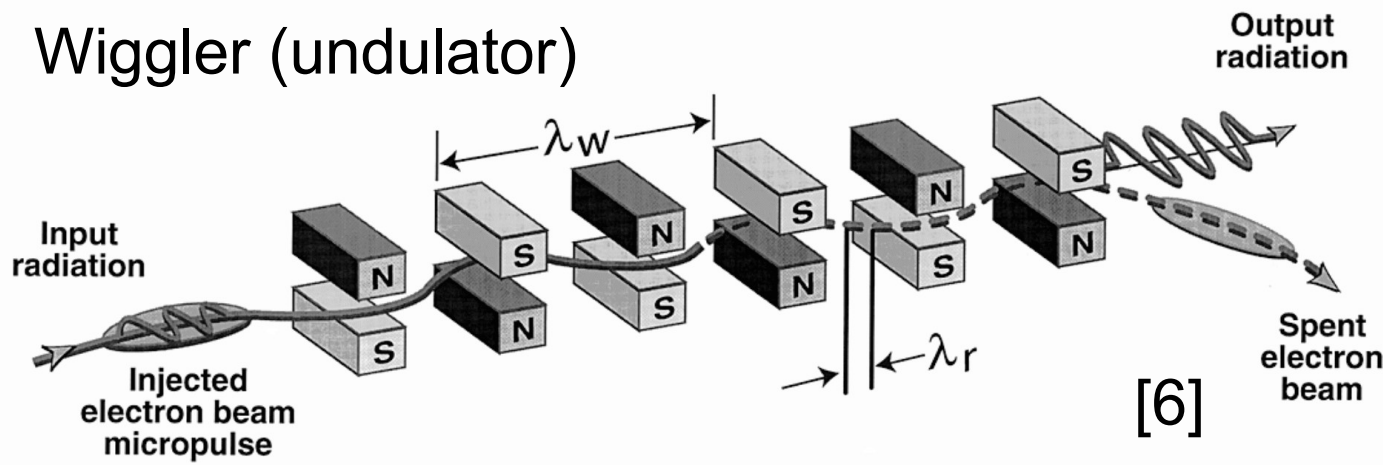 Wiggler (undulator)
Output
radiation
λw
Input
radiation
N
S
S
N
N
S
S
N
N
S
S
N
λr
Injected
electron beam
micropulse
Spent
electron
beam
[6]